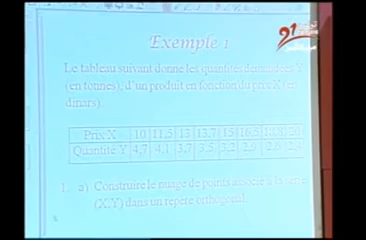 Exemple 1
Le tableau suivant donne les quantités demandées Y
(en tonnes), d'un produit en fonction du prix X (en
dinars).
Prix X 10 11,5 13 13,7 15 16,5
Quantité Y 4,7 4,1 3,7 3,5 3,2
1. a) Construire le nuage de points associé à la série
(X,Y) dans un repère orthogonal.